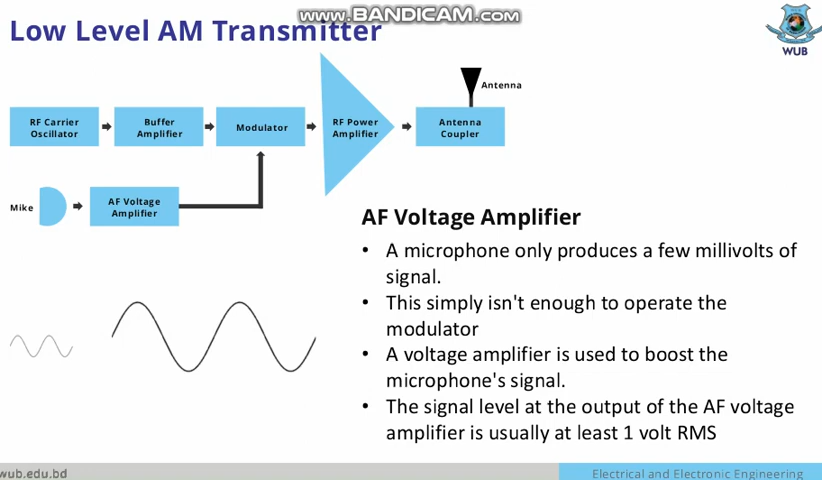 www.BANDICAM.com
Low Level AM Transmitter
WUB
Antenna
RF Carrier
Oscillator
Buffer
Amplifier
Modulator
RF Power
Amplifier
Antenna
Coupler
Mike
AF Voltage
Amplifier
AF Voltage Amplifier
• A microphone only produces a few millivolts of
signal.
• This simply isn't enough to operate the
modulator
• A voltage amplifier is used to boost the
microphone's signal.
• The signal level at the output of the AF voltage
amplifier is usually at least 1 volt RMS
wub.edu.bd
Electrical and Electronic Engineering